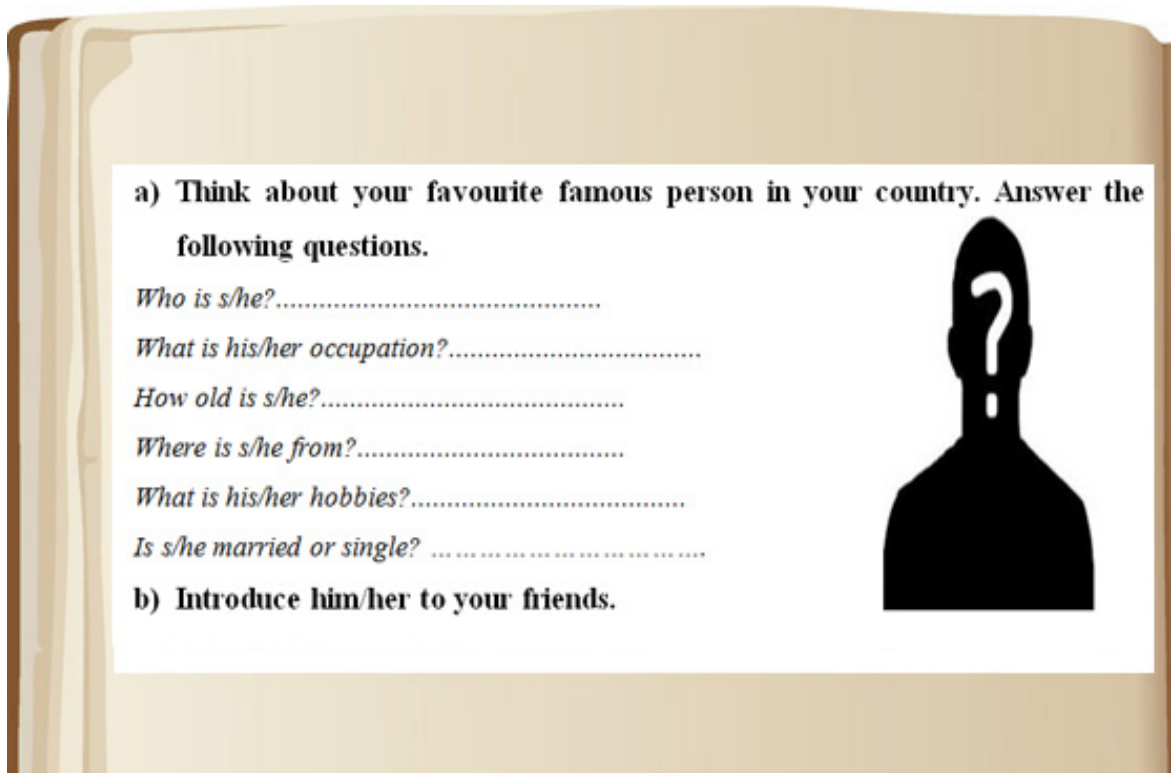 a) Think about your favourite famous person in your country. Answer the
following questions.
Who is s/he?.............................................
What is his/her occupation?...................................
How old is s/he?..........................................
Where is s/he from?.....................................
What is his/her hobbies?......................................
Is s/he married or single? … … … … … … … … … … ….
b) Introduce him/her to your friends.
?